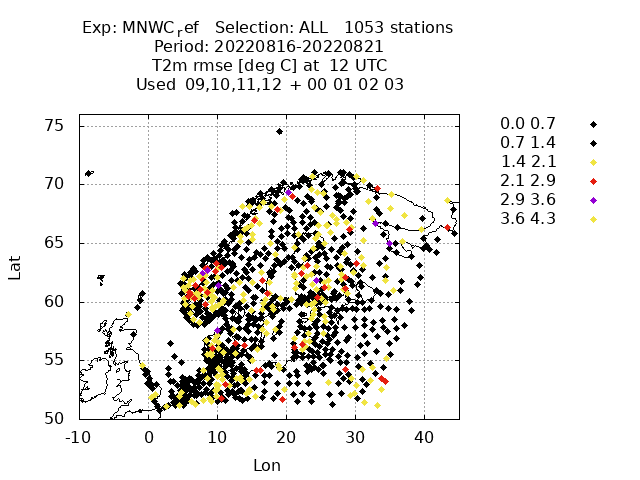 Exp: MNWC_ref   Selection: ALL   1053 stations
Period: 20220816-20220821
T2m rmse [deg C] at  12 UTC
Used  09,10,11,12  + 00 01 02 03
0.0 0.7
0.7 1.4
1.4 2.1
2.1 2.9
2.9 3.6
3.6 4.3
75
70
65
60
55
50
Lat
-10 0 10 20 30 40
Lon